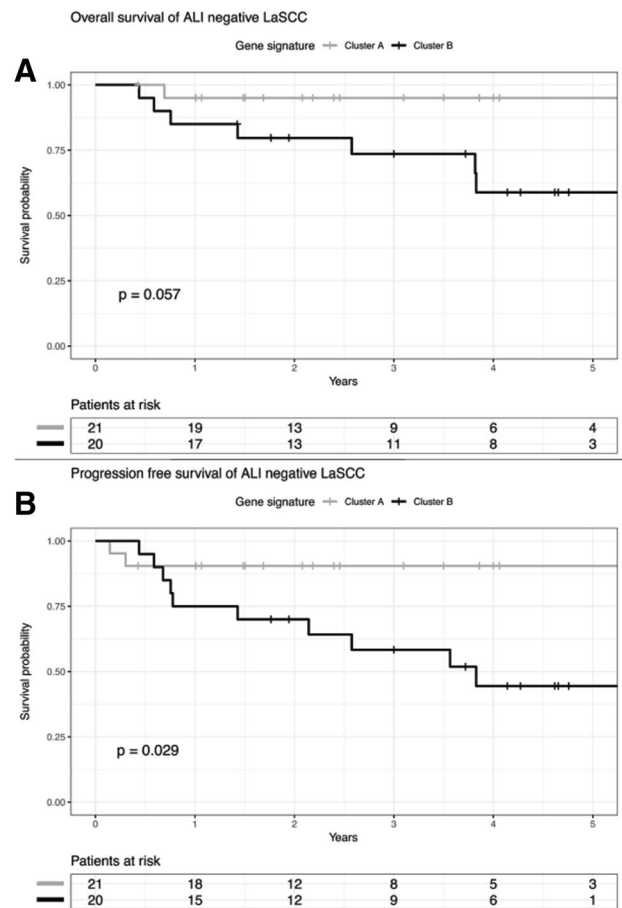 Overall survival of ALI negative LaSCC
Gene signature Cluster A Cluster B
A
1.00
0.75
0.50
0.25
0.00
Survival probability
p = 0.057
0 1 2 3 4 5
Years
Patients at risk
21 19 13 9 6 4
20 17 13 11 8 3
Progression free survival of ALI negative LaSCC
B
Gene signature Cluster A Cluster B
1.00
0.75
0.50
0.25
0.00
Survival probability
p = 0.029
0 1 2 3 4 5
Years
Patients at risk
21 18 12 8 5 3
20 15 12 9 6 1